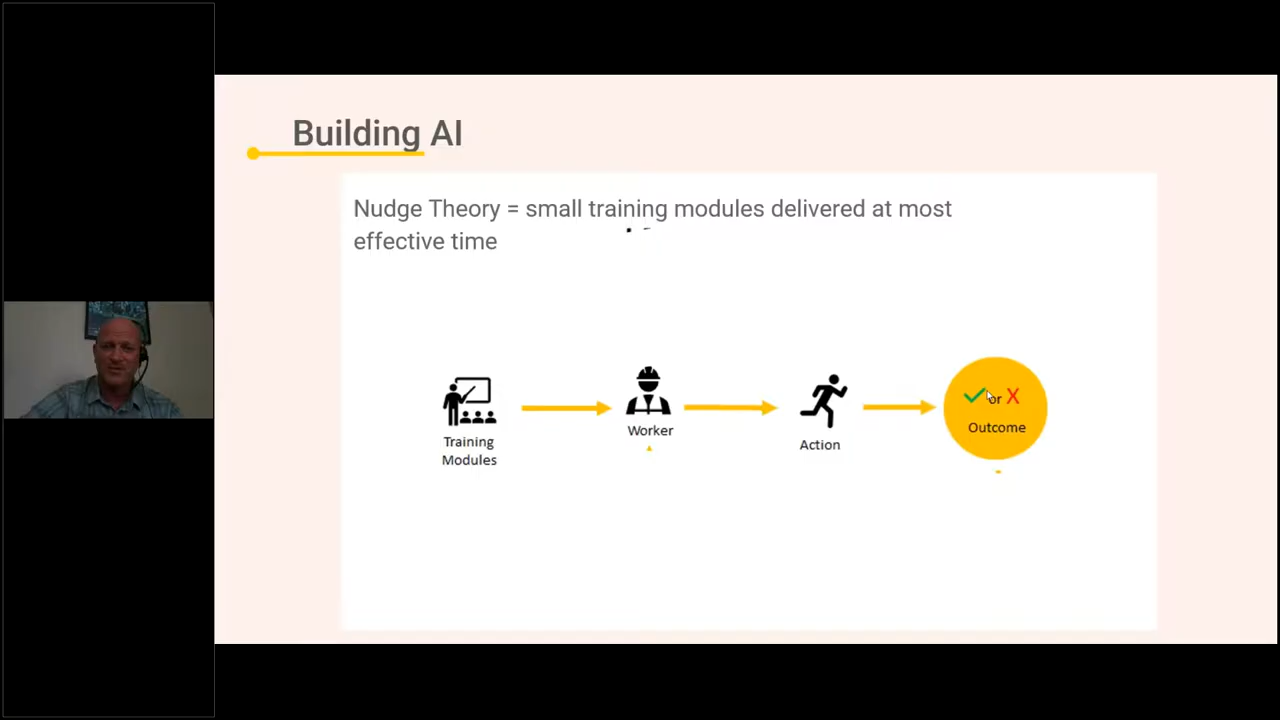 Building AI
Nudge Theory = small training modules delivered at most
effective time
Training
Modules
Worker
Action
or X
Outcome